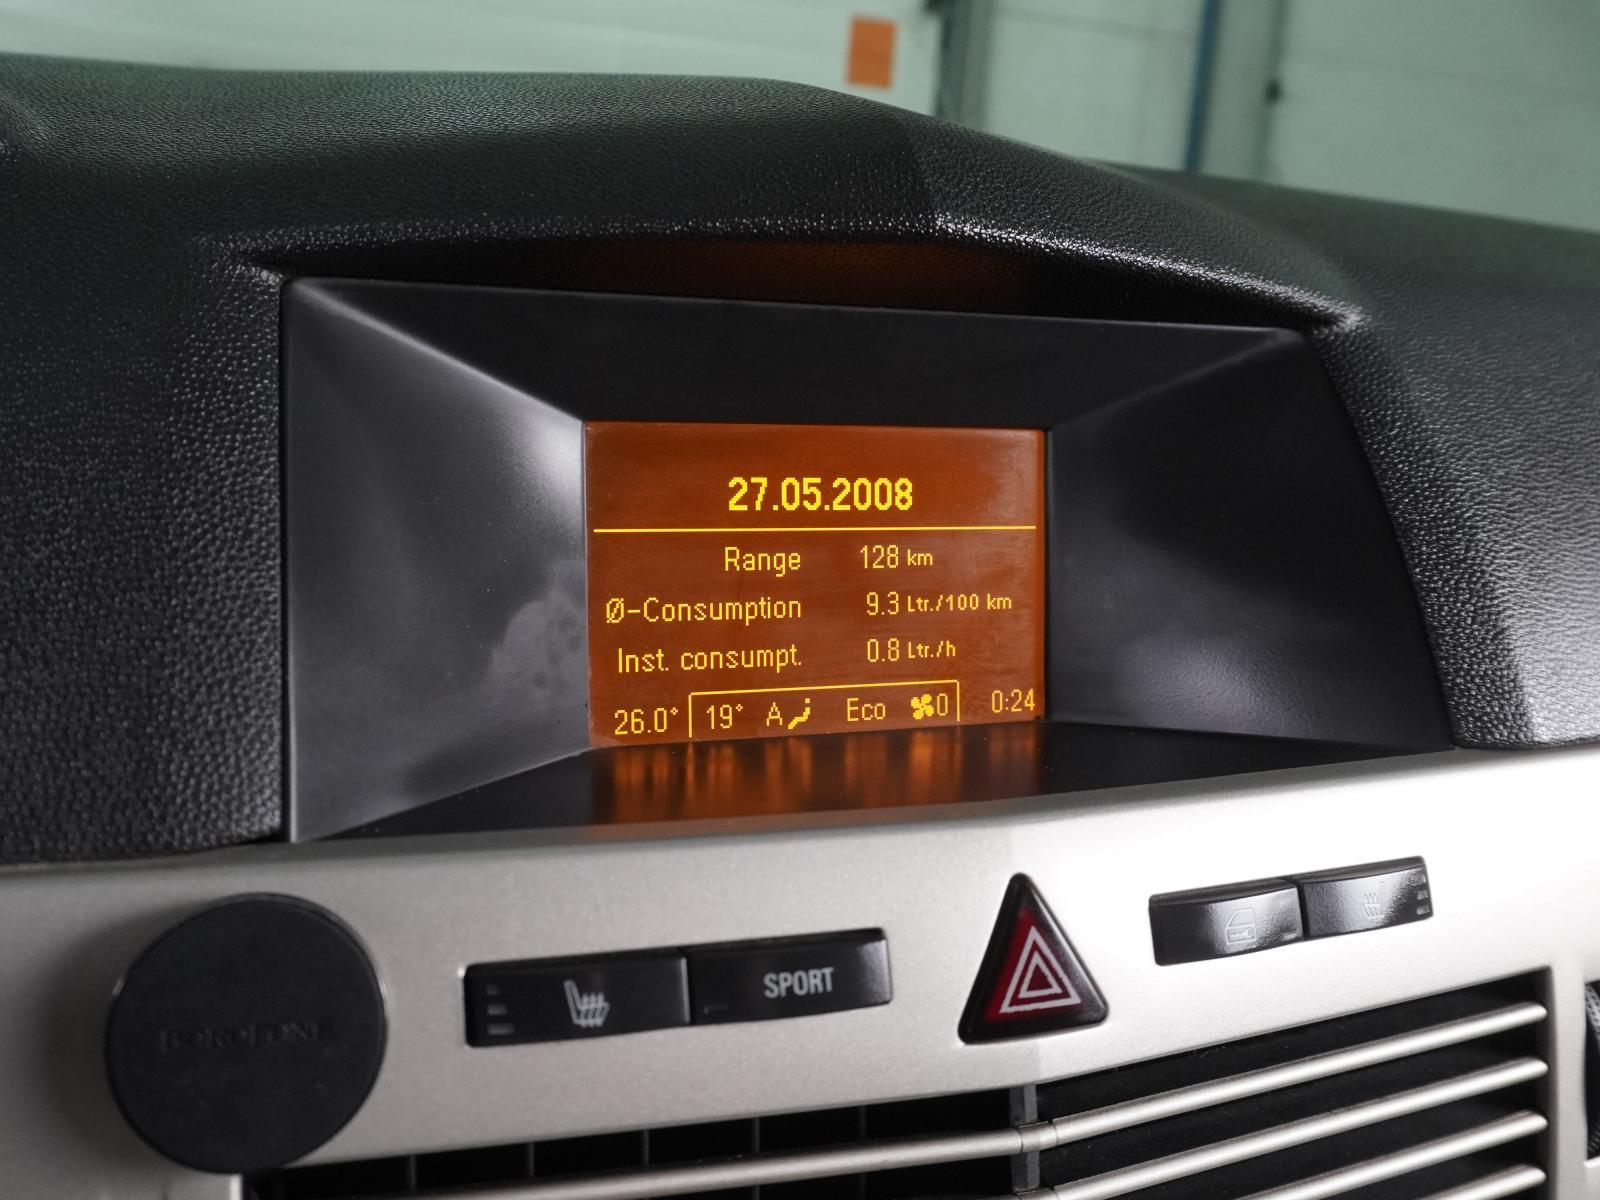 27.05.2008
Range 128 km
Ø-Consumption 9.3 Ltr./100 km
Inst. consumpt. 0.8 Ltr./h
26.0° 19° A Eco 0 0:24
SPORT
BOROFONE